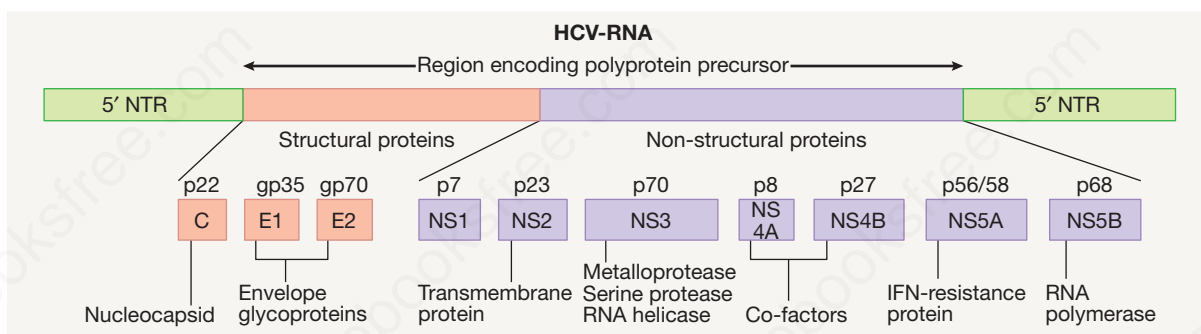 HCV-RNA
Region encoding polyprotein precursor
5′ NTR
5′ NTR
Structural proteins
Non-structural proteins
p22 gp35 gp70 p7 p23 p70 p8 p27 p56/58 p68
C E1 E2 NS1 NS2 NS3 NS
4A NS4B NS5A NS5B
Nucleocapsid
Envelope
glycoproteins
Transmembrane
protein
Metalloprotease
Serine protease
RNA helicase
Co-factors
IFN-resistance
protein
RNA
polymerase